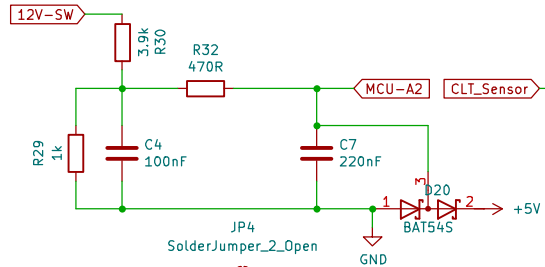 12V-SW
3.9k
R30
R32
470R
MCU-A2
CLT_Sensor
R29
1k
C4
100nF
C7
220nF
3
D20
1
2
+5V
BAT54S
JP4
SolderJumper_2_Open
GND